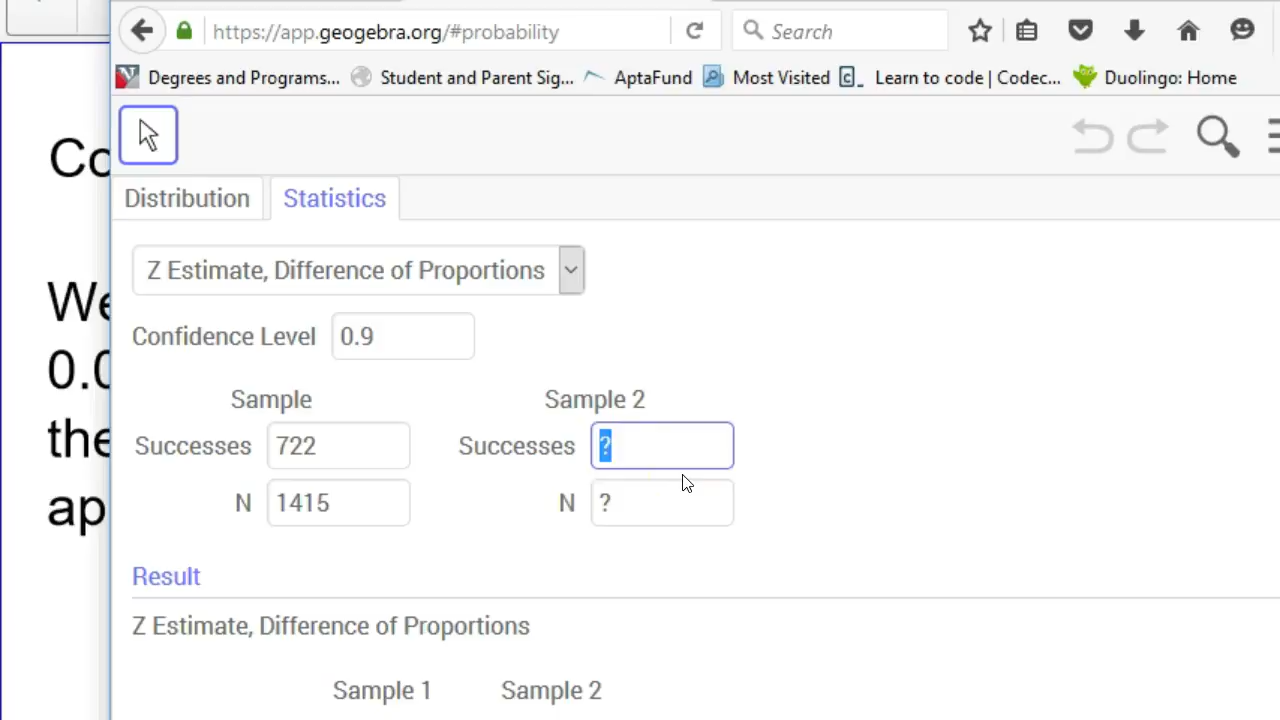 https://app.geogebra.org/#probability
Search
Degrees and Programs...
Student and Parent Sig...
AptaFund
Most Visited
Learn to code | Codec...
Duolingo: Home
Co
Distribution
Statistics
Z Estimate, Difference of Proportions
We
Confidence Level
0.9
0.0
Sample
Sample 2
the
Successes 722
Successes ?
N 1415
N ?
ap
Result
Z Estimate, Difference of Proportions
Sample 1
Sample 2